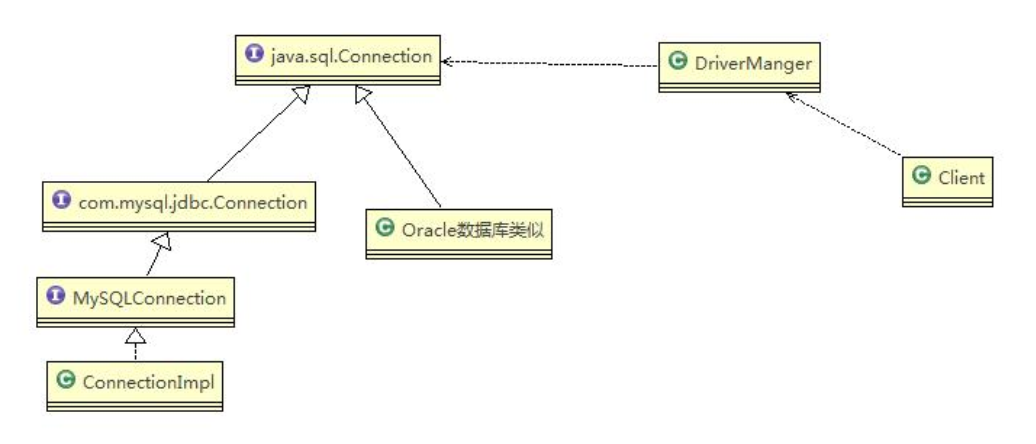 java.sql.Connection
DriverManger
Client
com.mysql.jdbc.Connection
Oracle数据库类似
MySQLConnection
ConnectionImpl